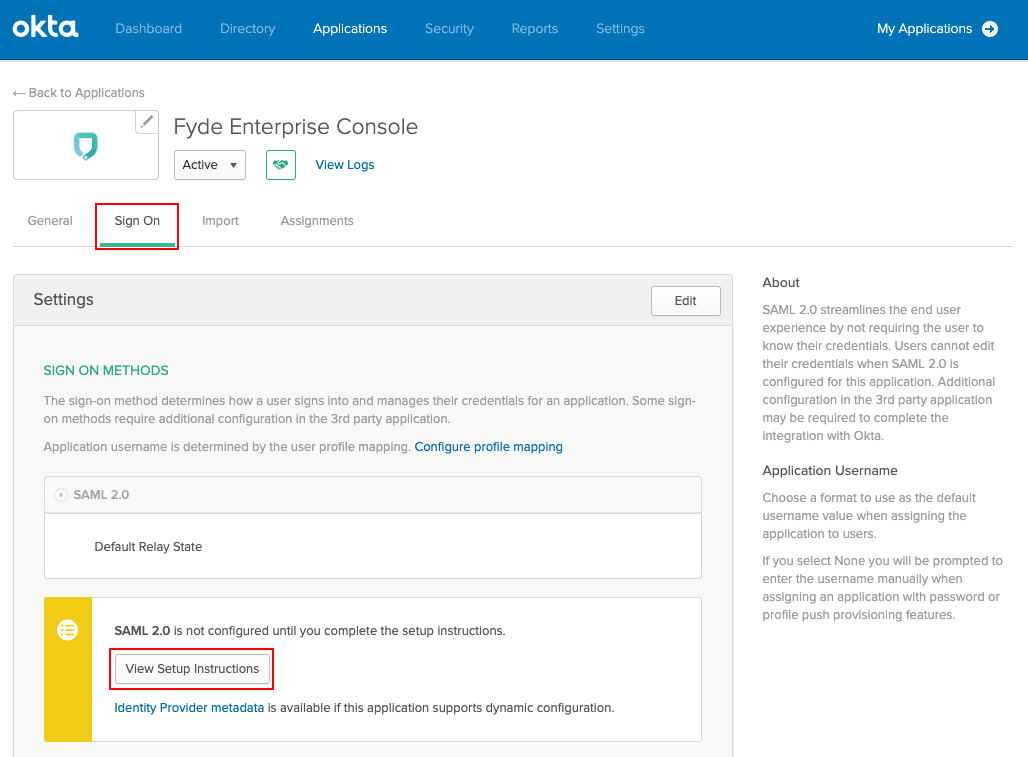 okta
Dashboard Directory Applications Security Reports Settings My Applications
← Back to Applications
Fyde Enterprise Console
Active View Logs
General Sign On Import Assignments
Settings
Edit
SIGN ON METHODS
The sign-on method determines how a user signs into and manages their credentials for an application. Some sign-
on methods require additional configuration in the 3rd party application.
Application username is determined by the user profile mapping. Configure profile mapping
SAML 2.0
Default Relay State
SAML 2.0 is not configured until you complete the setup instructions.
View Setup Instructions
Identity Provider metadata is available if this application supports dynamic configuration.
About
SAML 2.0 streamlines the end user
experience by not requiring the user to
know their credentials. Users cannot edit
their credentials when SAML 2.0 is
configured for this application. Additional
configuration in the 3rd party application
may be required to complete the
integration with Okta.
Application Username
Choose a format to use as the default
username value when assigning the
application to users.
If you select None you will be prompted to
enter the username manually when
assigning an application with password or
profile push provisioning features.